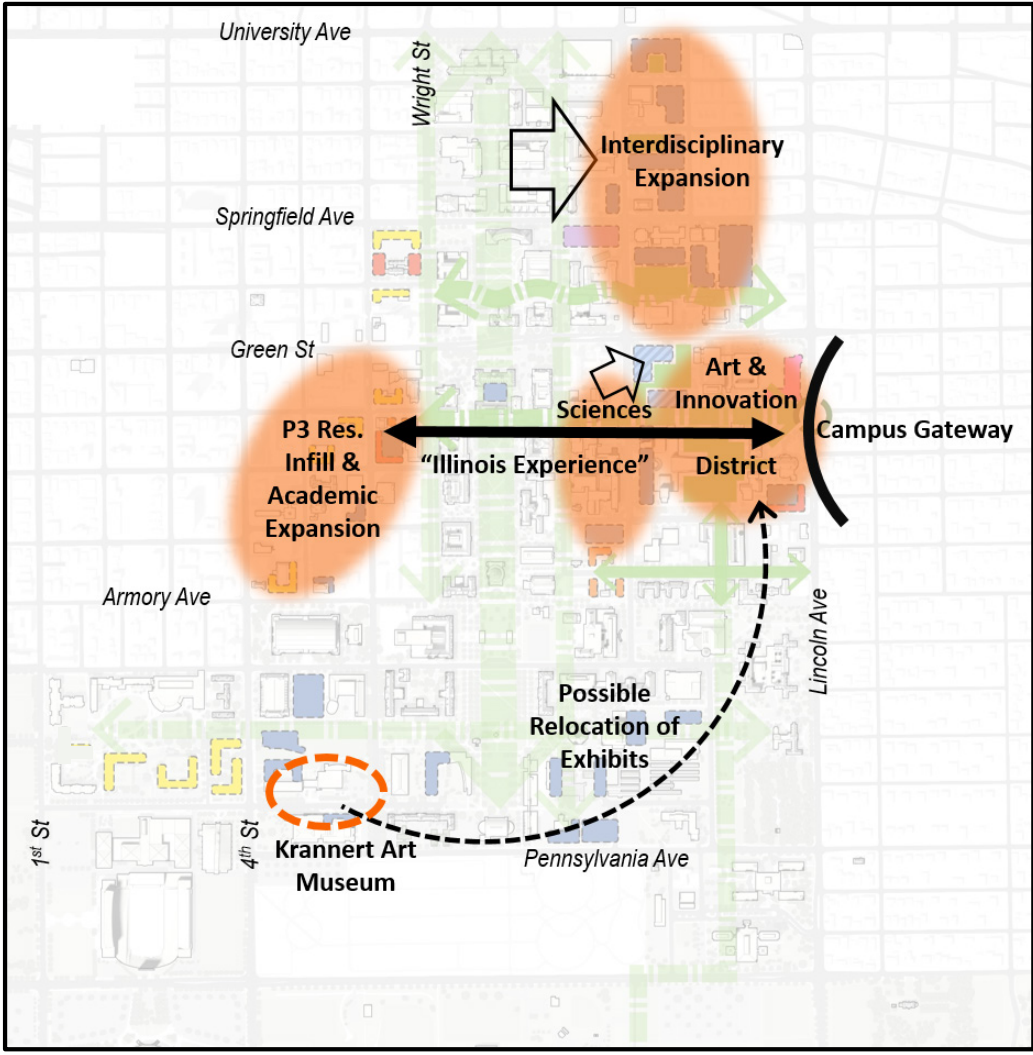 University Ave
Wright St
Interdisciplinary
Expansion
Springfield Ave
Green St
Art &
Innovation
Sciences
P3 Res.
Infill &
Academic
Expansion
Campus Gateway
“Illinois Experience”
District
Armory Ave
Lincoln Ave
Possible
Relocation of
Exhibits
1st St
4th St
Krannert Art
Museum
Pennsylvania Ave